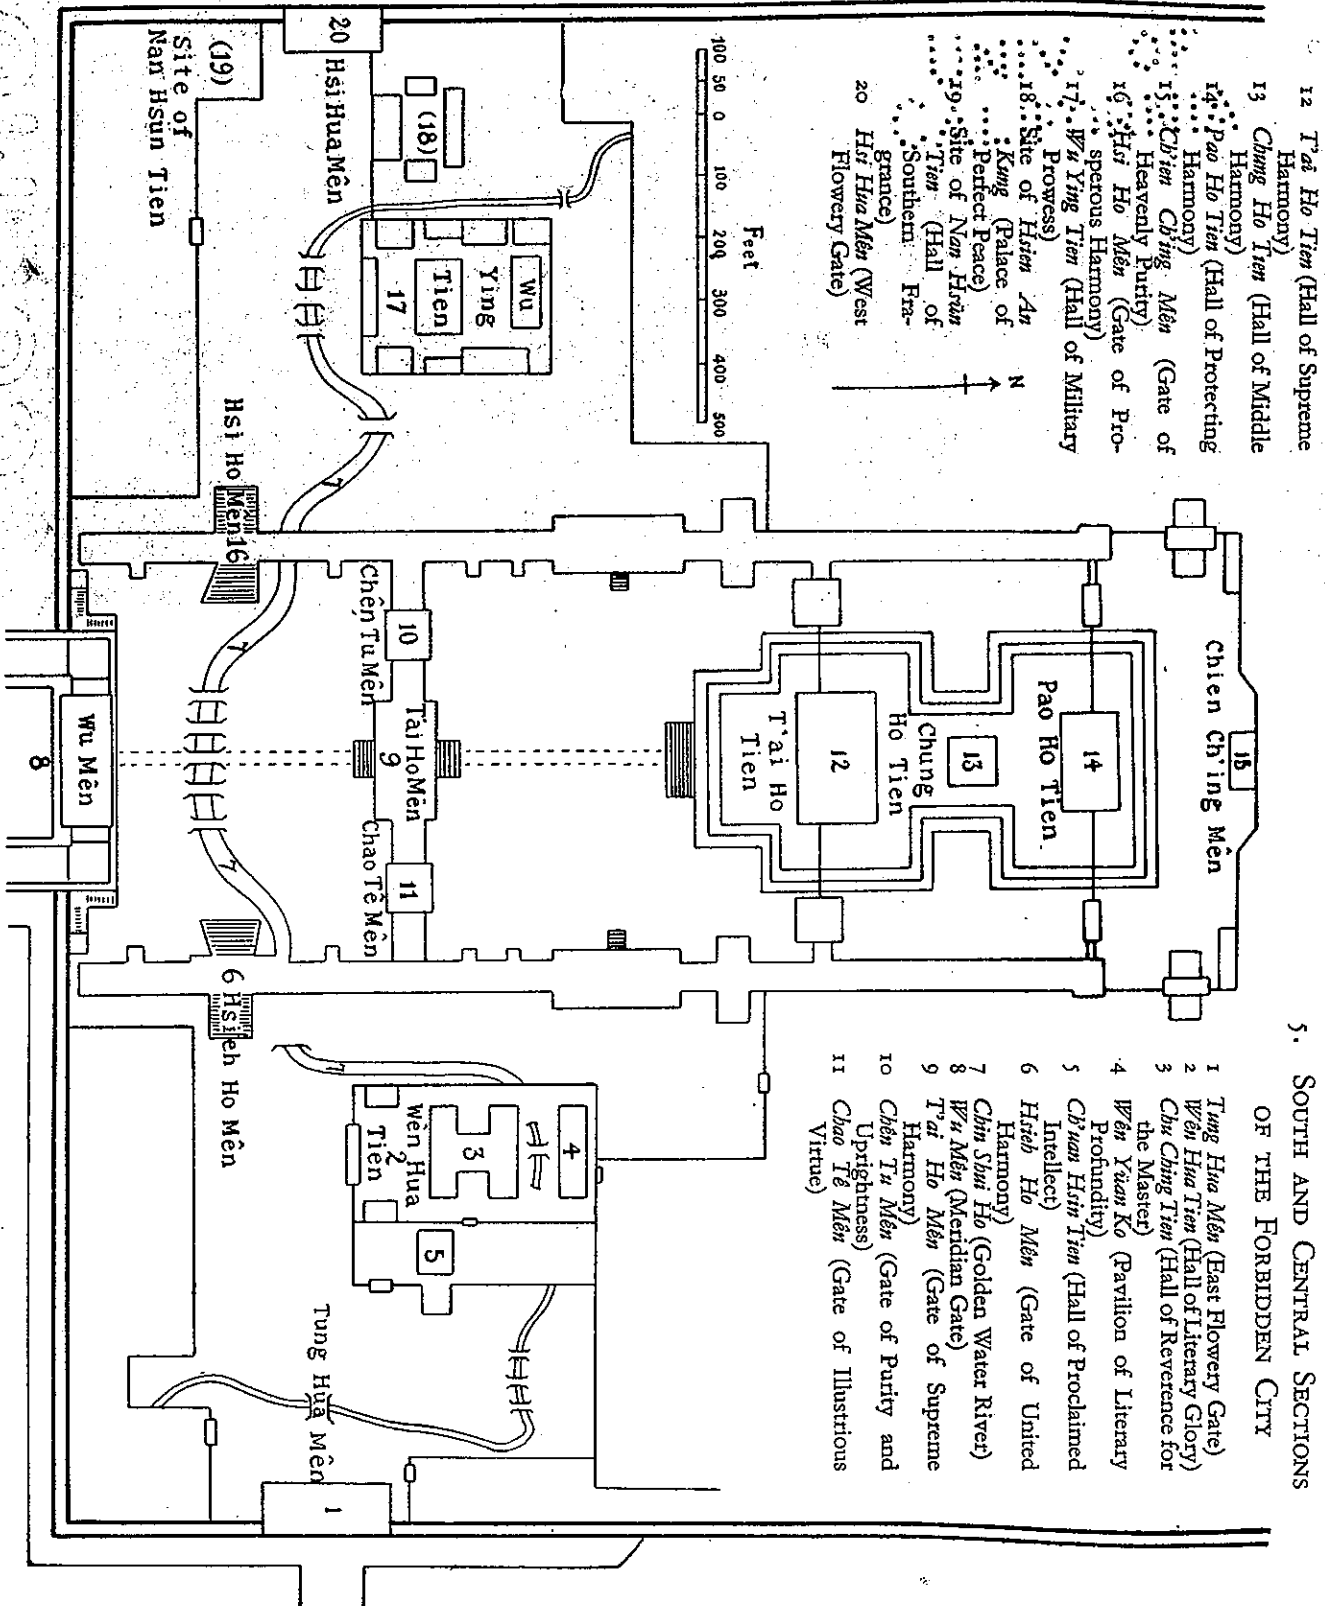 5. SOUTH AND CENTRAL SECTIONS
OF THE FORBIDDEN CITY
1 Tung Hua Mên (East Flowery Gate)
2 Wên Hua Tien (Hall of Literary Glory)
3 Chu Ching Tien (Hall of Reverence for
the Master)
4 Wên Yüan Ko (Pavilion of Literary
Profundity)
5 Ch'uan Hsin Tien (Hall of Proclaimed
Intellect)
6 Hsieh Ho Mên (Gate of United
Harmony)
7 Chin Shui Ho (Golden Water River)
8 Wu Mên (Meridian Gate)
9 T'ai Ho Mên (Gate of Supreme
Harmony)
10 Chên Tu Mên (Gate of Purity and
Uprightness)
11 Chao Tê Mên (Gate of Illustrious
Virtue)
12 T'ai Ho Tien (Hall of Supreme
Harmony)
13 Chung Ho Tien (Hall of Middle
Harmony)
14 Pao Ho Tien (Hall of Protecting
Harmony)
15 Ch'ien Ch'ing Mên (Gate of
Heavenly Purity)
16 Hsi Ho Mên (Gate of Pro-
sperous Harmony)
17 Wu Ying Tien (Hall of Military
Prowess)
18 Site of Hsien An
Kung (Palace of
Perfect Peace)
19 Site of Nan Hsün
Tien (Hall of
Southern Fra-
grance)
20 Hsi Hua Mên (West
Flowery Gate)
N
Feet
100 50 0 100 200 300 400 500
15
Chien Ch'ing Mên
14
Pao Ho Tien
13
Chung
Ho Tien
12
T'ai Ho
Tien
10
Chên Tu Mên
T'ai Ho Mên
9
11
Chao Tê Mên
7
7
7
7
Wu Mên
8
Hsi Ho Mên 16
6 Hsieh Ho Mên
20 Hsi Hua Mên
(18)
(19)
Site of
Nan Hsün Tien
Wu
Ying
Tien
17
4
3
Wên Hua
2
Tien
5
Tung Hua Mên
1